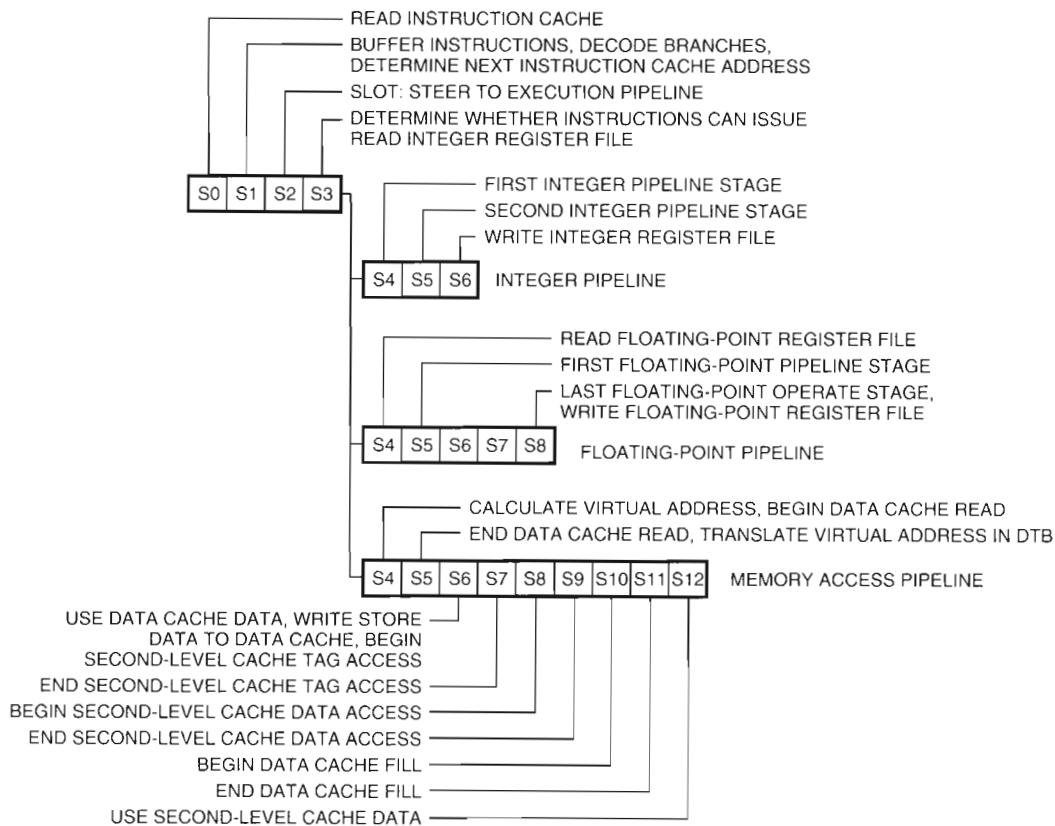 READ INSTRUCTION CACHE
BUFFER INSTRUCTIONS, DECODE BRANCHES,
DETERMINE NEXT INSTRUCTION CACHE ADDRESS
SLOT: STEER TO EXECUTION PIPELINE
DETERMINE WHETHER INSTRUCTIONS CAN ISSUE
READ INTEGER REGISTER FILE
S0 S1 S2 S3
FIRST INTEGER PIPELINE STAGE
SECOND INTEGER PIPELINE STAGE
WRITE INTEGER REGISTER FILE
S4 S5 S6 INTEGER PIPELINE
READ FLOATING-POINT REGISTER FILE
FIRST FLOATING-POINT PIPELINE STAGE
LAST FLOATING-POINT OPERATE STAGE,
WRITE FLOATING-POINT REGISTER FILE
S4 S5 S6 S7 S8 FLOATING-POINT PIPELINE
CALCULATE VIRTUAL ADDRESS, BEGIN DATA CACHE READ
END DATA CACHE READ, TRANSLATE VIRTUAL ADDRESS IN DTB
S4 S5 S6 S7 S8 S9 S10 S11 S12 MEMORY ACCESS PIPELINE
USE DATA CACHE DATA, WRITE STORE
DATA TO DATA CACHE, BEGIN
SECOND-LEVEL CACHE TAG ACCESS
END SECOND-LEVEL CACHE TAG ACCESS
BEGIN SECOND-LEVEL CACHE DATA ACCESS
END SECOND-LEVEL CACHE DATA ACCESS
BEGIN DATA CACHE FILL
END DATA CACHE FILL
USE SECOND-LEVEL CACHE DATA